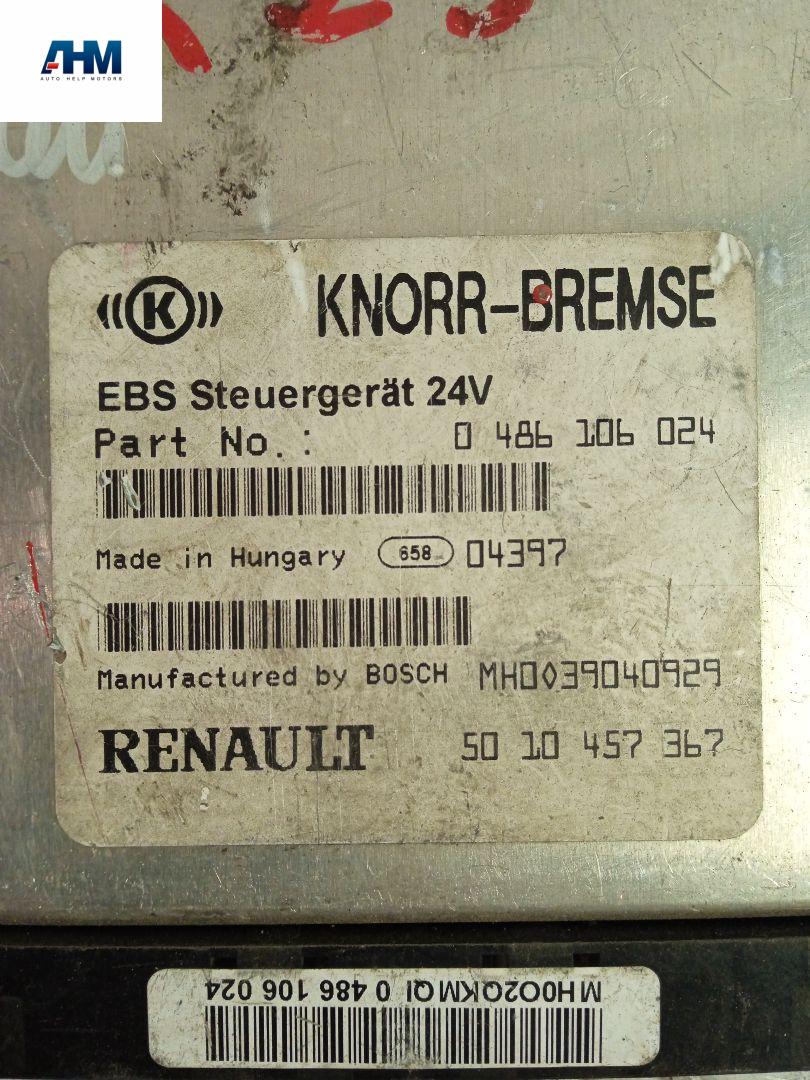 AHM
AUTO HELP MOTORS
K KNORR-BREMSE
EBS Steuergerät 24V
Part No.: 0 486 106 024
Made in Hungary 658 04397
Manufactured by BOSCH MH0039040929
RENAULT 50 10 457 367
MH002QKMQI 0 486 106 024